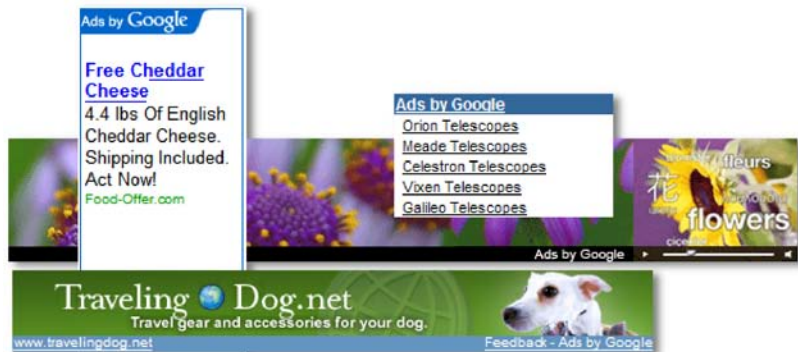 Ads by Google
Free Cheddar
Cheese
4.4 lbs Of English
Cheddar Cheese.
Shipping Included.
Act Now!
Food-Offer.com
Ads by Google
Orion Telescopes
Meade Telescopes
Celestron Telescopes
Vixen Telescopes
Galileo Telescopes
fleurs
花
flowers
Ads by Google
Traveling Dog.net
Travel gear and accessories for your dog.
www.travelingdog.net
Feedback - Ads by Google